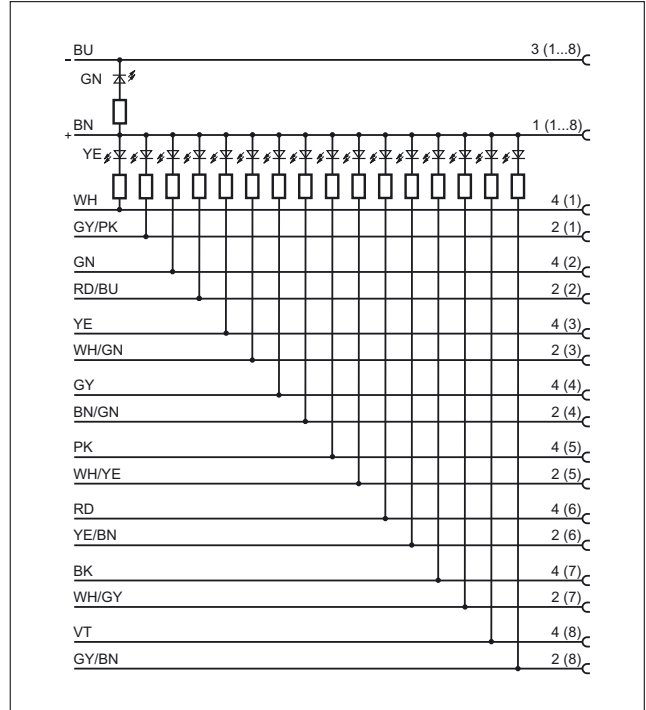 BU 3 (1...8)
-
GN
BN 1 (1...8)
+
YE
WH 4 (1)
GY/PK 2 (1)
GN 4 (2)
RD/BU 2 (2)
YE 4 (3)
WH/GN 2 (3)
GY 4 (4)
BN/GN 2 (4)
PK 4 (5)
WH/YE 2 (5)
RD 4 (6)
YE/BN 2 (6)
BK 4 (7)
WH/GY 2 (7)
VT 4 (8)
GY/BN 2 (8)